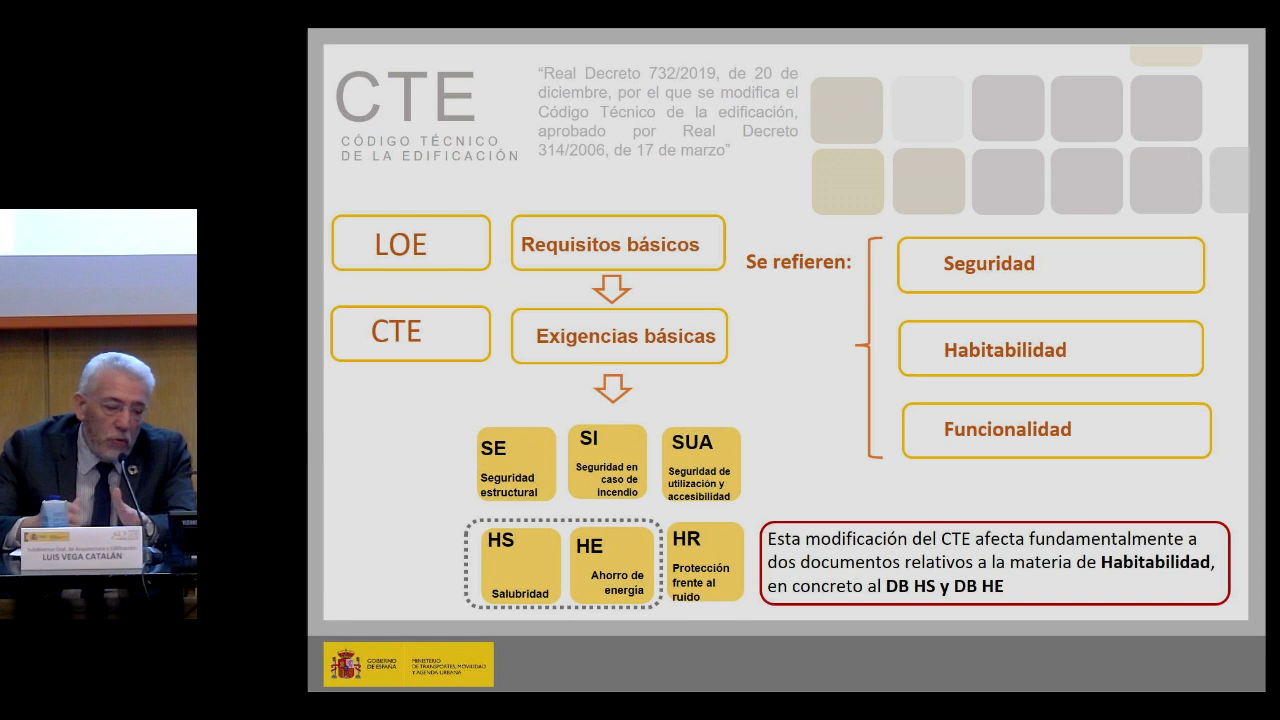 CTE
CÓDIGO TÉCNICO
DE LA EDIFICACIÓN
“Real Decreto 732/2019, de 20 de
diciembre, por el que se modifica el
Código Técnico de la edificación,
aprobado por Real Decreto
314/2006, de 17 de marzo”
LOE
Requisitos básicos
Se refieren:
Seguridad
CTE
Exigencias básicas
Habitabilidad
Funcionalidad
SE
Seguridad
estructural
SI
Seguridad en
caso de
incendio
SUA
Seguridad de
utilización y
accesibilidad
HS
Salubridad
HE
Ahorro de
energía
HR
Protección
frente al
ruido
Esta modificación del CTE afecta fundamentalmente a
dos documentos relativos a la materia de Habitabilidad,
en concreto al DB HS y DB HE
LUIS VEGA CATALÁN
GOBIERNO
DE ESPAÑA
MINISTERIO
DE TRANSPORTES, MOVILIDAD
Y AGENDA URBANA